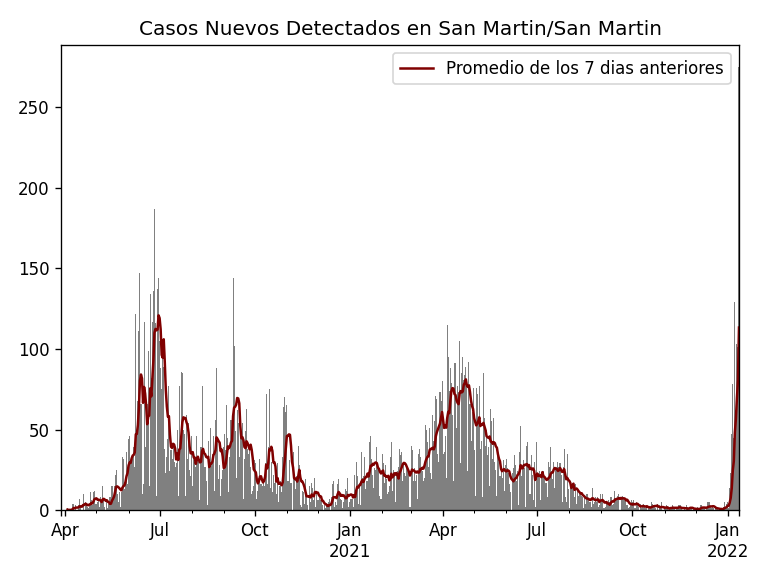 Casos Nuevos Detectados en San Martin/San Martin
Promedio de los 7 dias anteriores
250
200
150
100
50
0
Apr Jul Oct Jan Apr Jul Oct Jan
2021 2022